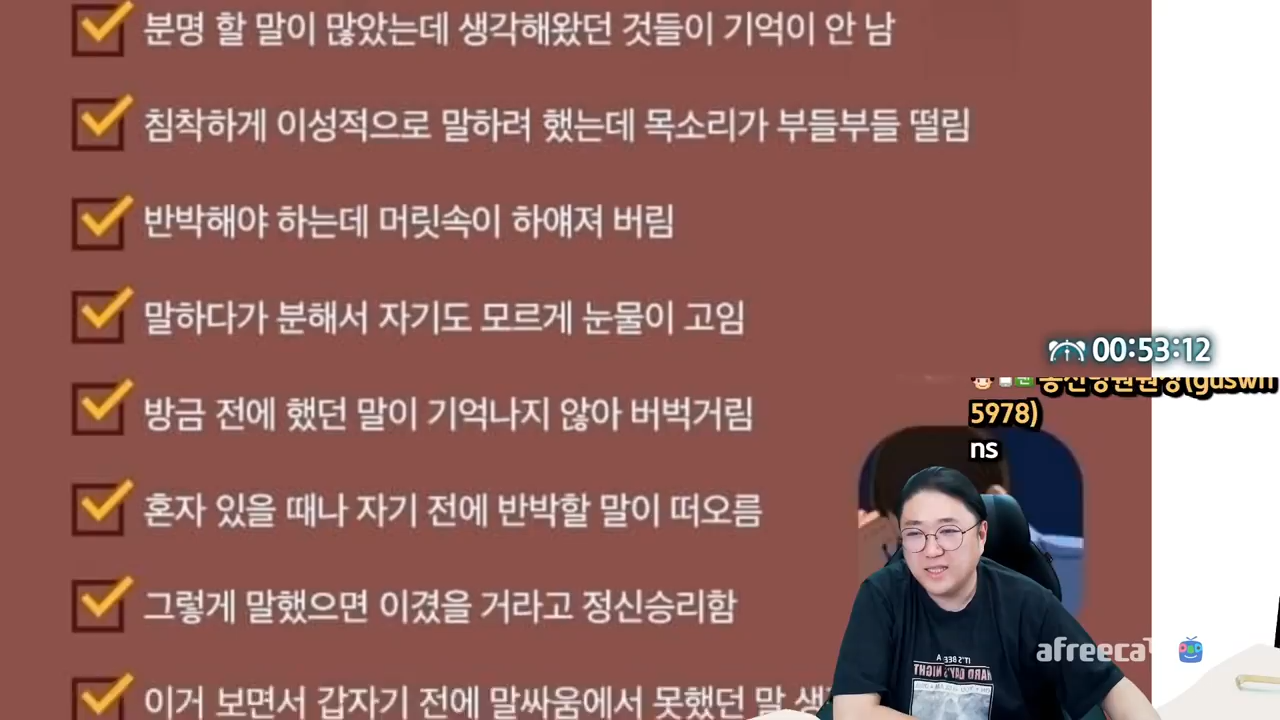 분명 할 말이 많았는데 생각해왔던 것들이 기억이 안 남
침착하게 이성적으로 말하려 했는데 목소리가 부들부들 떨림
반박해야 하는데 머릿속이 하얘져 버림
말하다가 분해서 자기도 모르게 눈물이 고임
방금 전에 했던 말이 기억나지 않아 버벅거림
혼자 있을 때나 자기 전에 반박할 말이 떠오름
그렇게 말했으면 이겼을 거라고 정신승리함
이거 보면서 갑자기 전에 말싸움에서 못했던 말
00:53:12
5978)
ns
afreeca